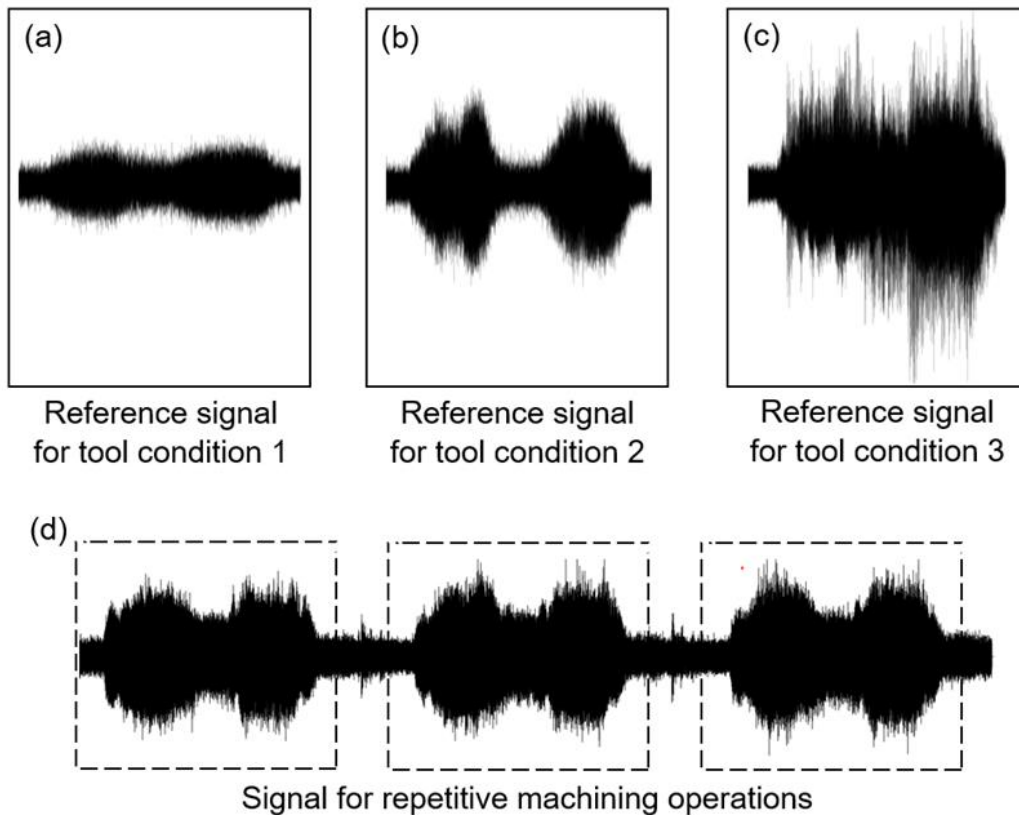 (a)
(b)
(c)
Reference signal
for tool condition 1
Reference signal
for tool condition 2
Reference signal
for tool condition 3
(d)
Signal for repetitive machining operations